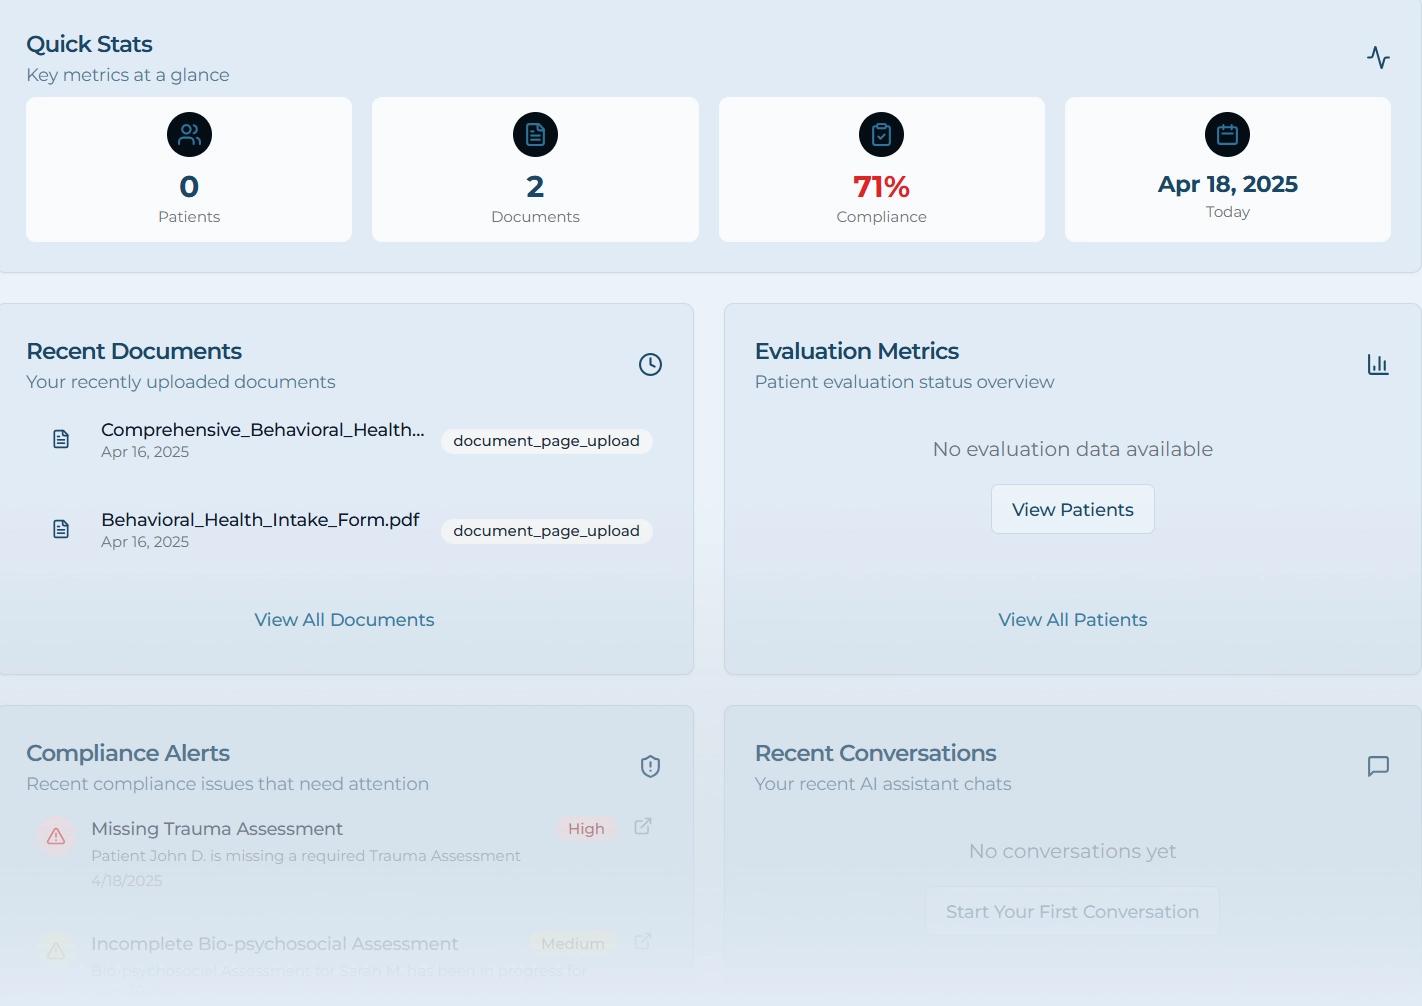 Quick Stats
Key metrics at a glance
0
Patients
2
Documents
71%
Compliance
Apr 18, 2025
Today
Recent Documents
Your recently uploaded documents
Comprehensive_Behavioral_Health...
document_page_upload
Apr 16, 2025
Behavioral_Health_Intake_Form.pdf
document_page_upload
Apr 16, 2025
View All Documents
Evaluation Metrics
Patient evaluation status overview
No evaluation data available
View Patients
View All Patients
Compliance Alerts
Recent compliance issues that need attention
Missing Trauma Assessment
High
Patient John D. is missing a required Trauma Assessment
4/18/2025
Incomplete Bio-psychosocial Assessment
Medium
Bio-psychosocial Assessment for Sarah M. has been in progress for
Recent Conversations
Your recent AI assistant chats
No conversations yet
Start Your First Conversation